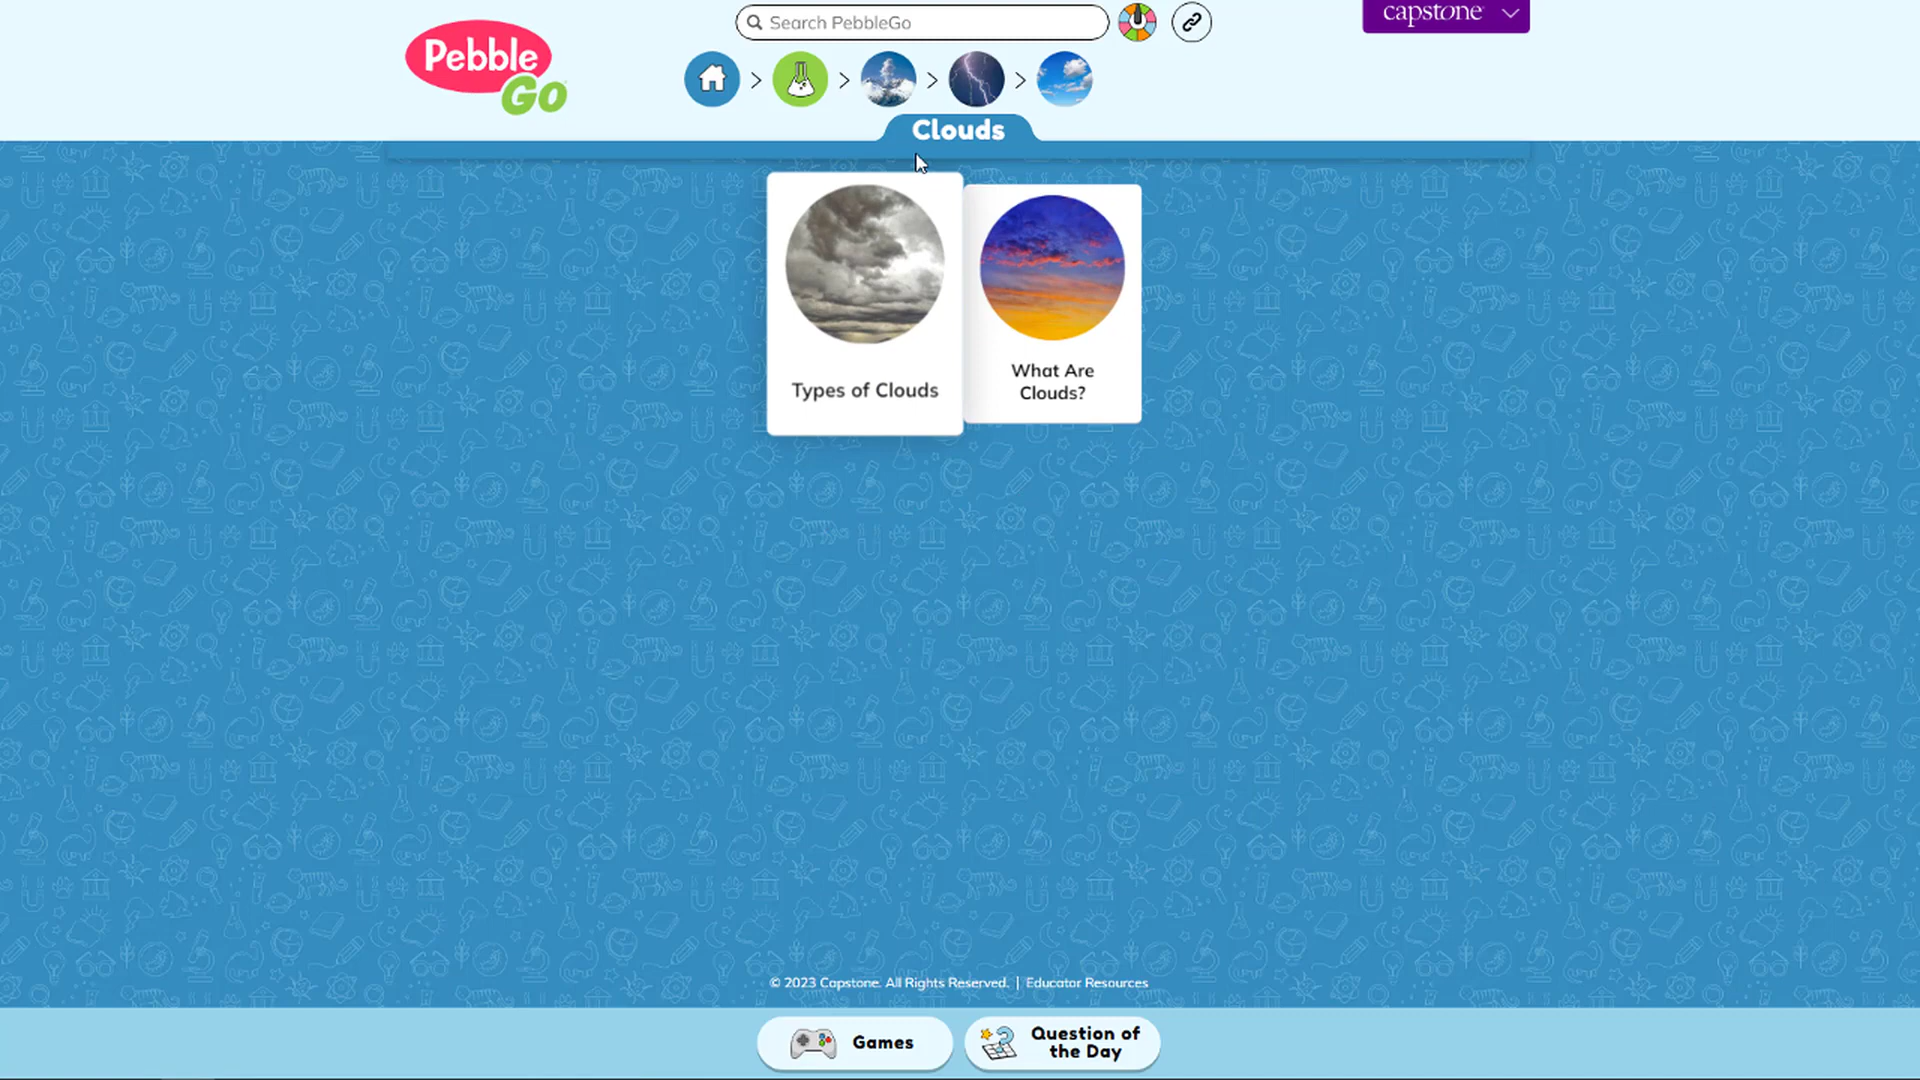 Pebble
Go
Search PebbleGo
capstone
Clouds
Types of Clouds
What Are
Clouds?
© 2023 Capstone. All Rights Reserved. | Educator Resources
Games
Question of
the Day